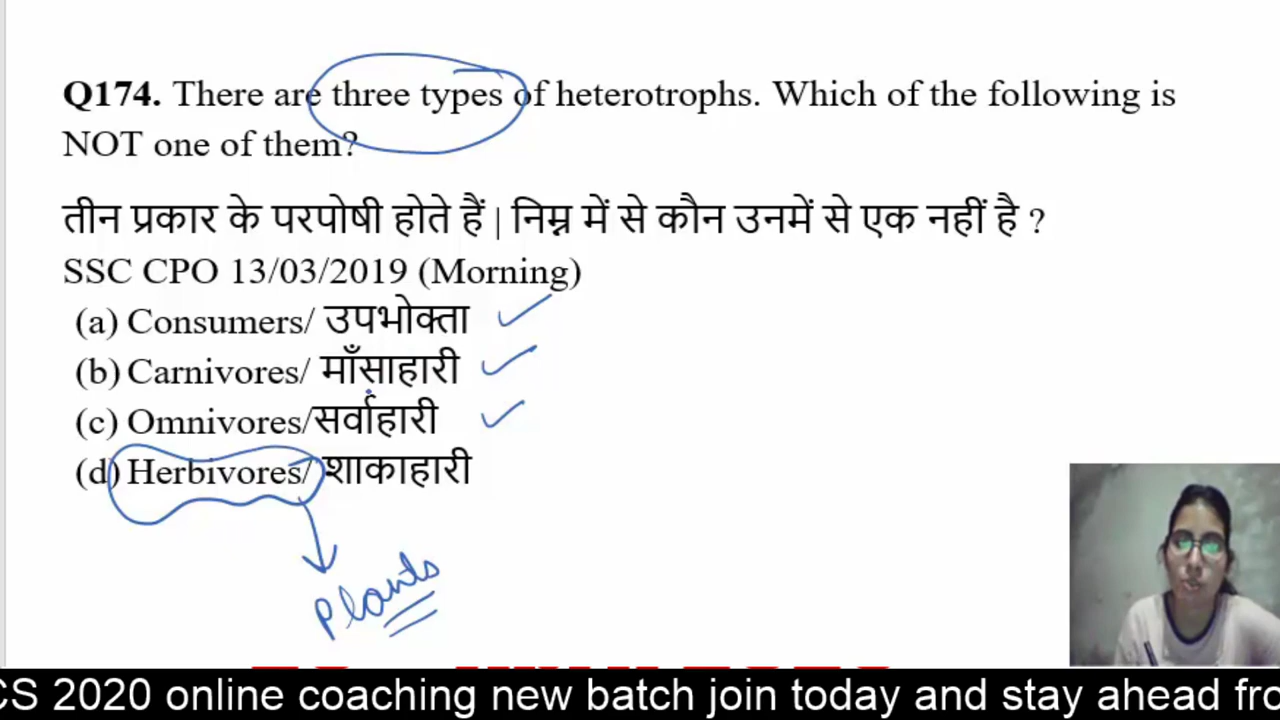 Q174. There are three types of heterotrophs. Which of the following is
NOT one of them?
तीन प्रकार के परपोषी होते हैं | निम्न में से कौन उनमें से एक नहीं है ?
SSC CPO 13/03/2019 (Morning)
(a) Consumers/ उपभोक्ता
(b) Carnivores/ माँसाहारी
(c) Omnivores/सर्वाहारी
(d) Herbivores/ शाकाहारी
Plants
CS 2020 online coaching new batch join today and stay ahead fro